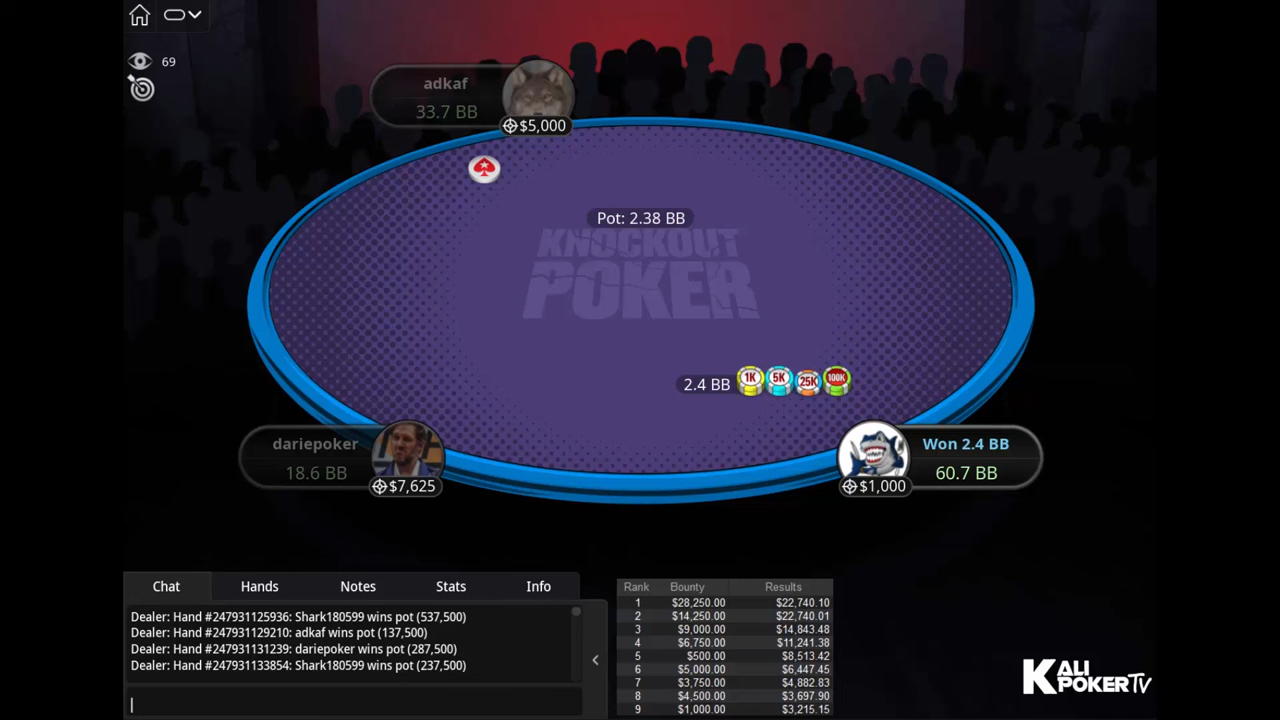 69
adkaf
33.7 BB
$5,000
Pot: 2.38 BB
KNOCKOUT
POKER
2.4 BB 1K 5K 25K 100K
dariepoker
18.6 BB
$7,625
Won 2.4 BB
60.7 BB
$1,000
Chat Hands Notes Stats Info
Dealer: Hand #247931125936: Shark180599 wins pot (537,500)
Dealer: Hand #247931129210: adkaf wins pot (137,500)
Dealer: Hand #247931131239: dariepoker wins pot (287,500)
Dealer: Hand #247931133854: Shark180599 wins pot (237,500)
Rank Bounty Results
1 $28,250.00 $22,740.10
2 $14,250.00 $22,740.01
3 $9,000.00 $14,843.48
4 $6,750.00 $11,241.38
5 $500.00 $8,513.42
6 $5,000.00 $6,447.45
7 $3,750.00 $4,882.83
8 $4,500.00 $3,697.90
9 $1,000.00 $3,215.15
KALI
POKERTV